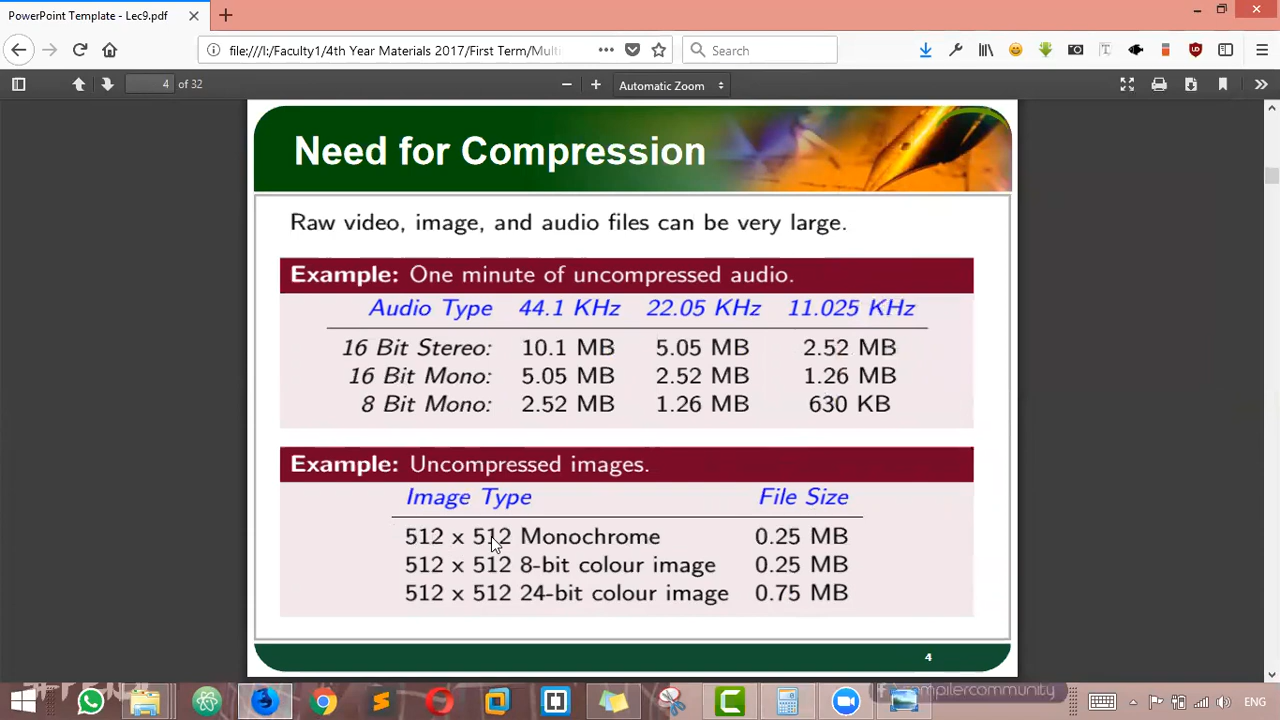 PowerPoint Template - Lec9.pdf
file:///I:/Faculty1/4th Year Materials 2017/First Term/Mult
Search
4 of 32
Automatic Zoom
Need for Compression
Raw video, image, and audio files can be very large.
Example: One minute of uncompressed audio.
Audio Type 44.1 KHz 22.05 KHz 11.025 KHz
16 Bit Stereo: 10.1 MB 5.05 MB 2.52 MB
16 Bit Mono: 5.05 MB 2.52 MB 1.26 MB
8 Bit Mono: 2.52 MB 1.26 MB 630 KB
Example: Uncompressed images.
Image Type File Size
512 x 512 Monochrome 0.25 MB
512 x 512 8-bit colour image 0.25 MB
512 x 512 24-bit colour image 0.75 MB
4
compilercommunity
ENG